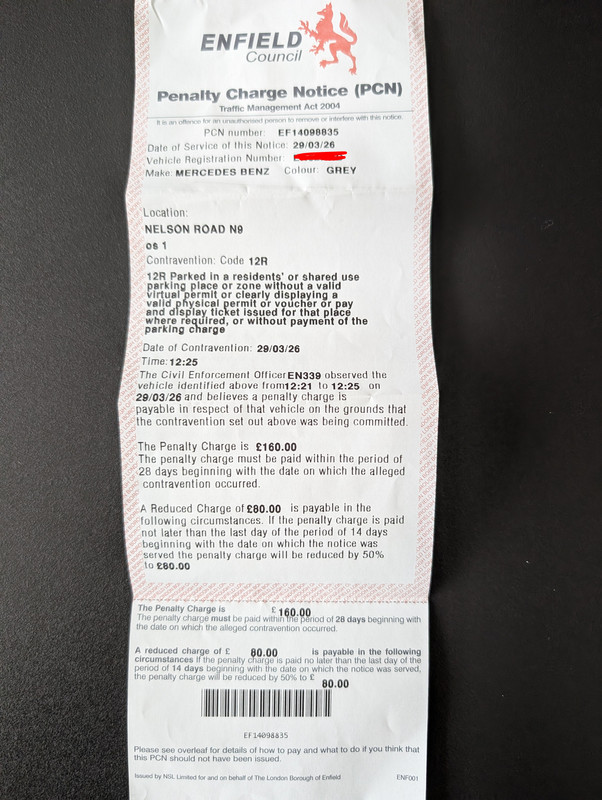 ENFIELD
Council
Penalty Charge Notice (PCN)
Traffic Management Act 2004
It is an offence for an unauthorised person to remove or interfere with this notice.
PCN number: EF14098835
Date of Service of this Notice: 29/03/26
Vehicle Registration Number:
Make: MERCEDES BENZ Colour: GREY
Location:
NELSON ROAD N9
os 1
Contravention: Code 12R
12R Parked in a residents' or shared use
parking place or zone without a valid
virtual permit or clearly displaying a
valid physical permit or voucher or pay
and display ticket issued for that place
where required, or without payment of the
parking charge
Date of Contravention: 29/03/26
Time: 12:25
The Civil Enforcement Officer EN339 observed the
vehicle identified above from 12:21 to 12:25 on
29/03/26 and believes a penalty charge is
payable in respect of that vehicle on the grounds that
the contravention set out above was being committed.
The Penalty Charge is £160.00
The penalty charge must be paid within the period of
28 days beginning with the date on which the alleged
contravention occurred.
A Reduced Charge of £80.00 is payable in the
following circumstances. If the penalty charge is paid
not later than the last day of the period of 14 days
beginning with the date on which the notice was
served the penalty charge will be reduced by 50%
to £80.00
The Penalty Charge is £ 160.00
The penalty charge must be paid within the period of 28 days beginning with
the date on which the alleged contravention occurred.
A reduced charge of £ 80.00 is payable in the following
circumstances If the penalty charge is paid no later than the last day of the
period of 14 days beginning with the date on which the notice was served,
the penalty charge will be reduced by 50% to £ 80.00
EF14098835
Please see overleaf for details of how to pay and what to do if you think that
this PCN should not have been issued.
Issued by NSL Limited for and on behalf of The London Borough of Enfield ENF001